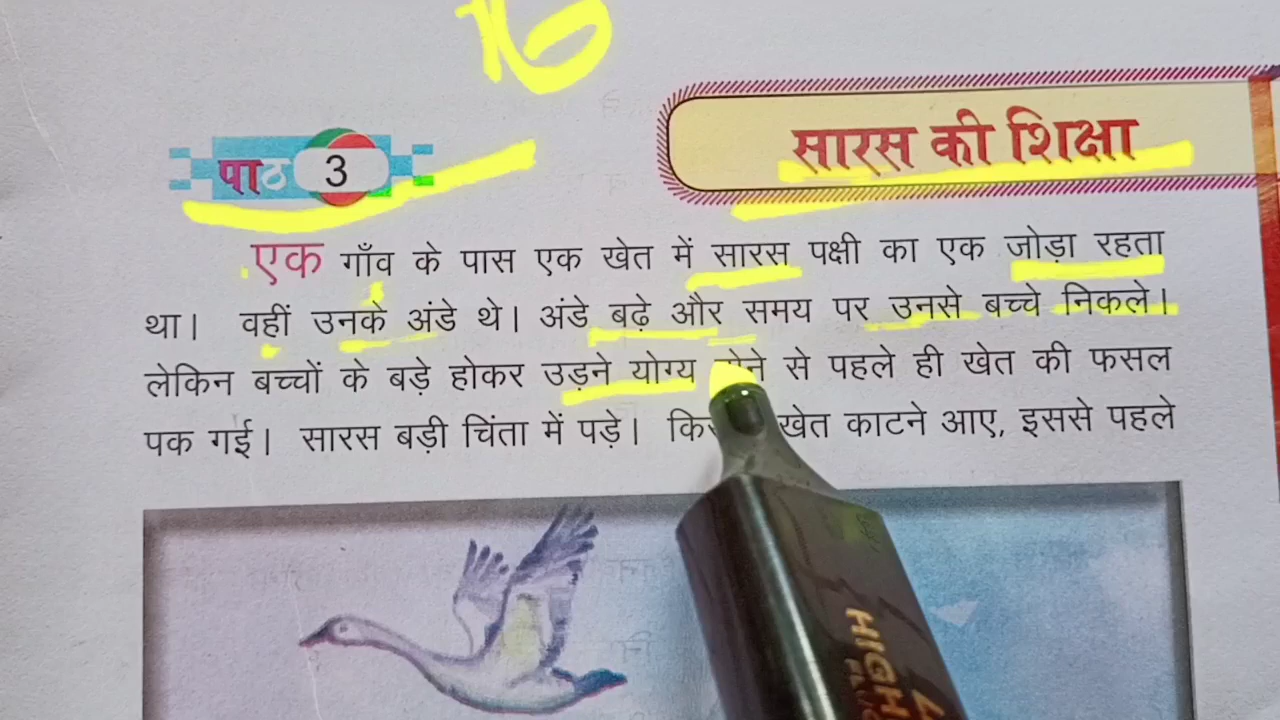 पाठ 3
सारस की शिक्षा
एक गाँव के पास एक खेत में सारस पक्षी का एक जोड़ा रहता
था। वहीं उनके अंडे थे। अंडे बढ़े और समय पर उनसे बच्चे निकले।
लेकिन बच्चों के बड़े होकर उड़ने योग्य होने से पहले ही खेत की फसल
पक गई। सारस बड़ी चिंता में पड़े। खेत काटने आए, इससे पहले
HIGH